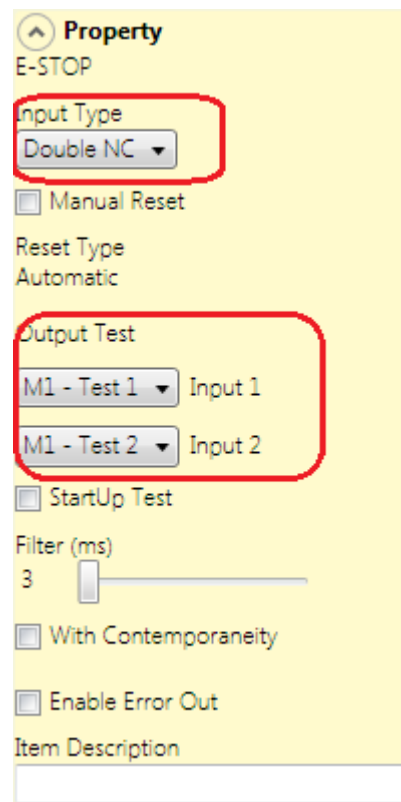 Property
E-STOP
Input Type
Double NC
Manual Reset
Reset Type
Automatic
Output Test
M1 - Test 1 Input 1
M1 - Test 2 Input 2
StartUp Test
Filter (ms)
3
With Contemporaneity
Enable Error Out
Item Description